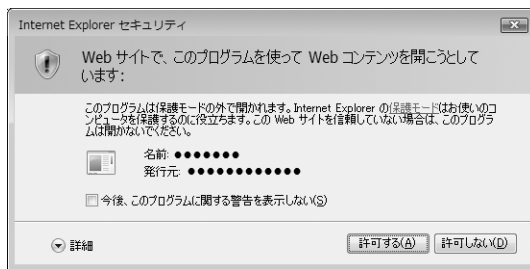 Internet Explorer セキュリティ
Web サイトで、このプログラムを使って Web コンテンツを開こうとして
います:
このプログラムは保護モードの外で開かれます。Internet Explorer の保護モードはお使いのコ
ンピュータを保護するのに役立ちます。この Web サイトを信頼していない場合は、このプログラ
ムは開かないでください。
名前: ●●●●●●●
発行元: ●●●●●●●●●●●●
今後、このプログラムに関する警告を表示しない(S)
詳細
許可する(A) 許可しない(D)